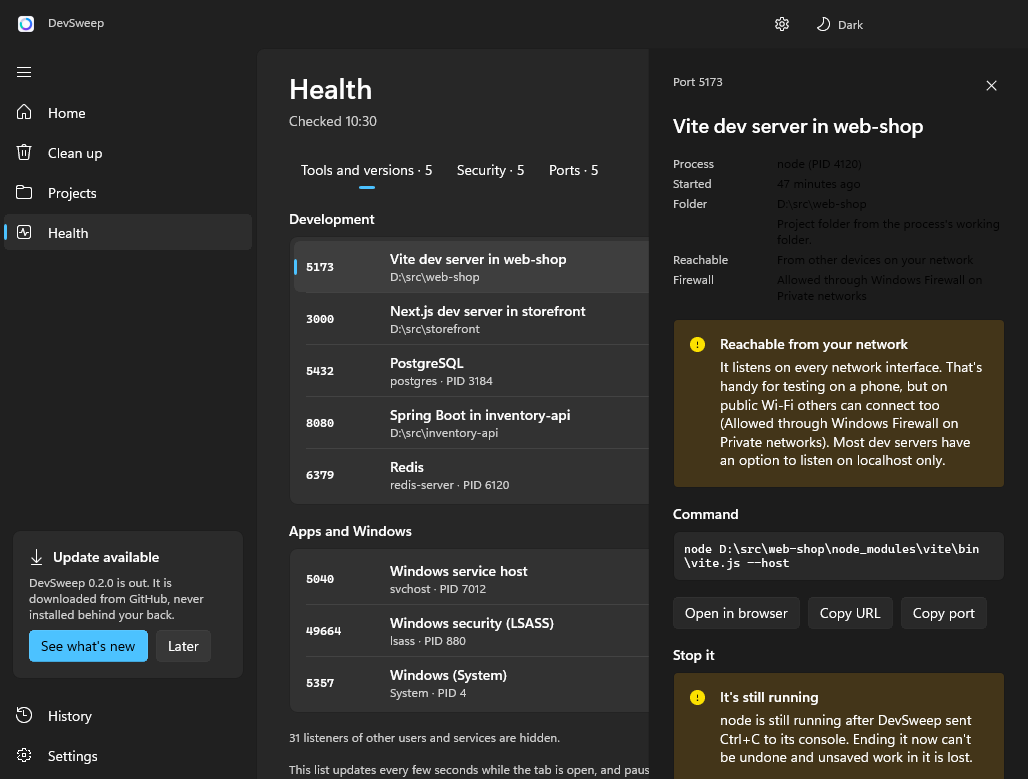 DevSweep
Dark
Home
Clean up
Projects
Health
Update available
DevSweep 0.2.0 is out. It is
downloaded from GitHub, never
installed behind your back.
See what's new
Later
History
Settings
Health
Checked 10:30
Tools and versions · 5
Security · 5
Ports · 5
Development
5173
Vite dev server in web-shop
D:\src\web-shop
3000
Next.js dev server in storefront
D:\src\storefront
5432
PostgreSQL
postgres · PID 3184
8080
Spring Boot in inventory-api
D:\src\inventory-api
6379
Redis
redis-server · PID 6120
Apps and Windows
5040
Windows service host
svchost · PID 7012
49664
Windows security (LSASS)
lsass · PID 880
5357
Windows (System)
System · PID 4
31 listeners of other users and services are hidden.
This list updates every few seconds while the tab is open, and paus
Port 5173
Vite dev server in web-shop
Process
node (PID 4120)
Started
47 minutes ago
Folder
D:\src\web-shop
Project folder from the process's working
folder.
Reachable
From other devices on your network
Firewall
Allowed through Windows Firewall on
Private networks
Reachable from your network
It listens on every network interface. That's
handy for testing on a phone, but on
public Wi-Fi others can connect too
(Allowed through Windows Firewall on
Private networks). Most dev servers have
an option to listen on localhost only.
Command
node D:\src\web-shop\node_modules\vite\bin
\vite.js --host
Open in browser
Copy URL
Copy port
Stop it
It's still running
node is still running after DevSweep sent
Ctrl+C to its console. Ending it now can't
be undone and unsaved work in it is lost.